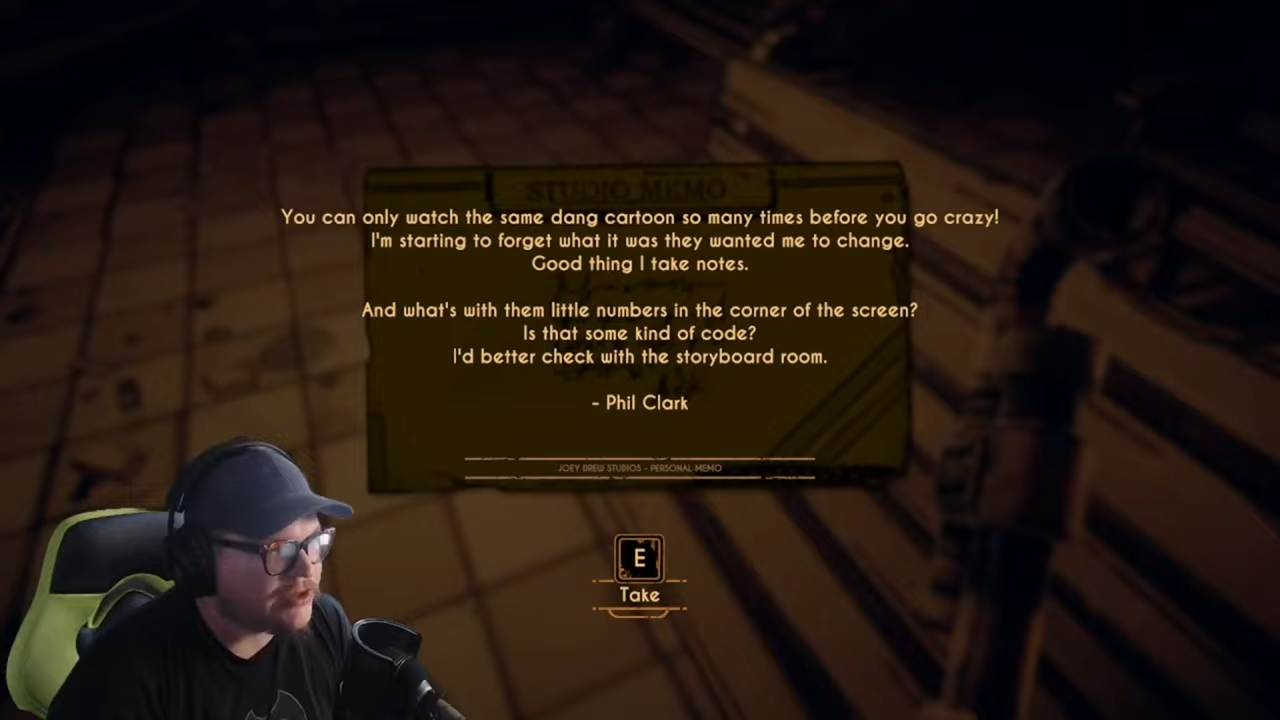 STUDIO MEMO
You can only watch the same dang cartoon so many times before you go crazy!
I'm starting to forget what it was they wanted me to change.
Good thing I take notes.
And what's with them little numbers in the corner of the screen?
Is that some kind of code?
I'd better check with the storyboard room.
- Phil Clark
JOEY DREW STUDIOS - PERSONAL MEMO
E
Take